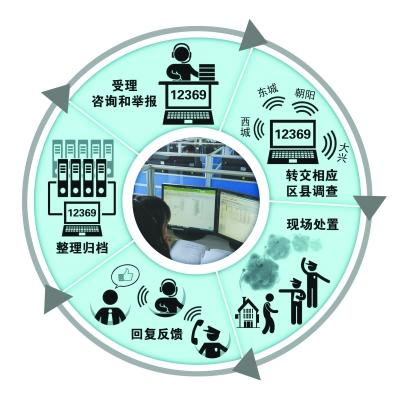 受理
咨询和举报
12369
东城
朝阳
西城
大兴
12369
转交相应
区县调查
现场处置
回复反馈
12369
整理归档